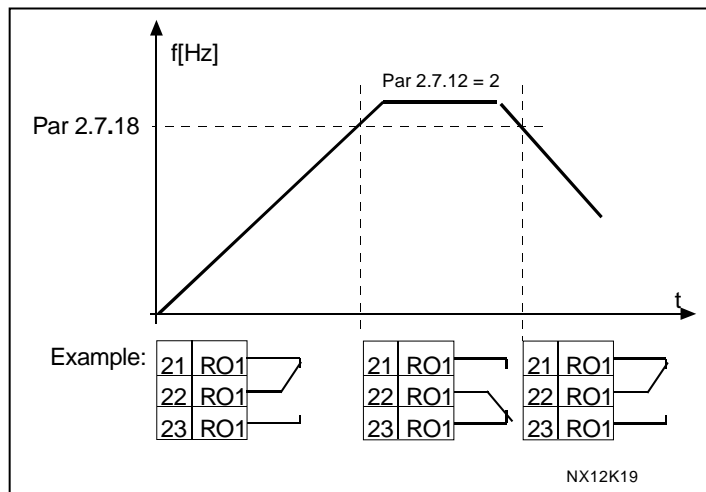 f[Hz]
Par 2.7.12 = 2
Par 2.7.18
t
Example:
21 RO1
22 RO1
23 RO1
21 RO1
22 RO1
23 RO1
21 RO1
22 RO1
23 RO1
NX12K19